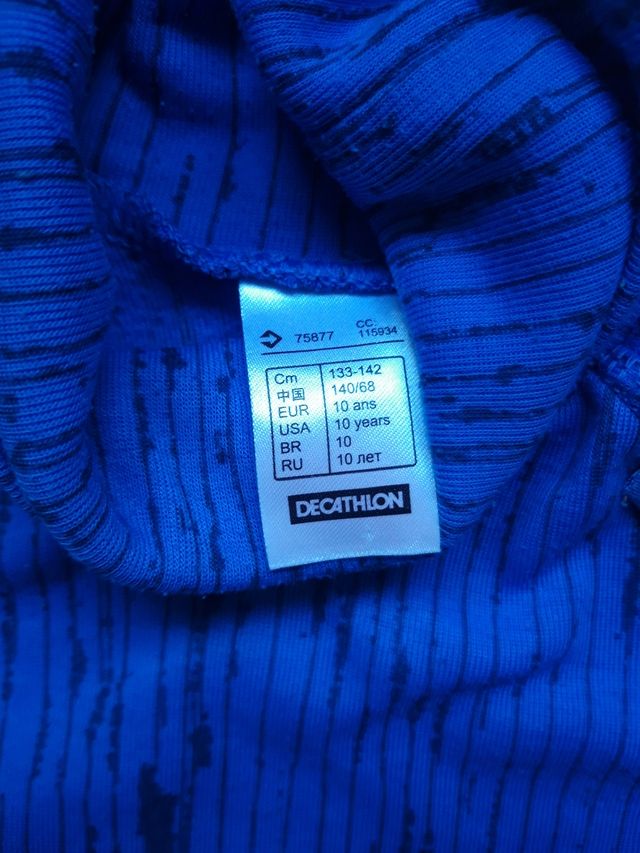 75877 CC: 115934
Cm 133-142
中国 140/68
EUR 10 ans
USA 10 years
BR 10
RU 10 лет
DECATHLON